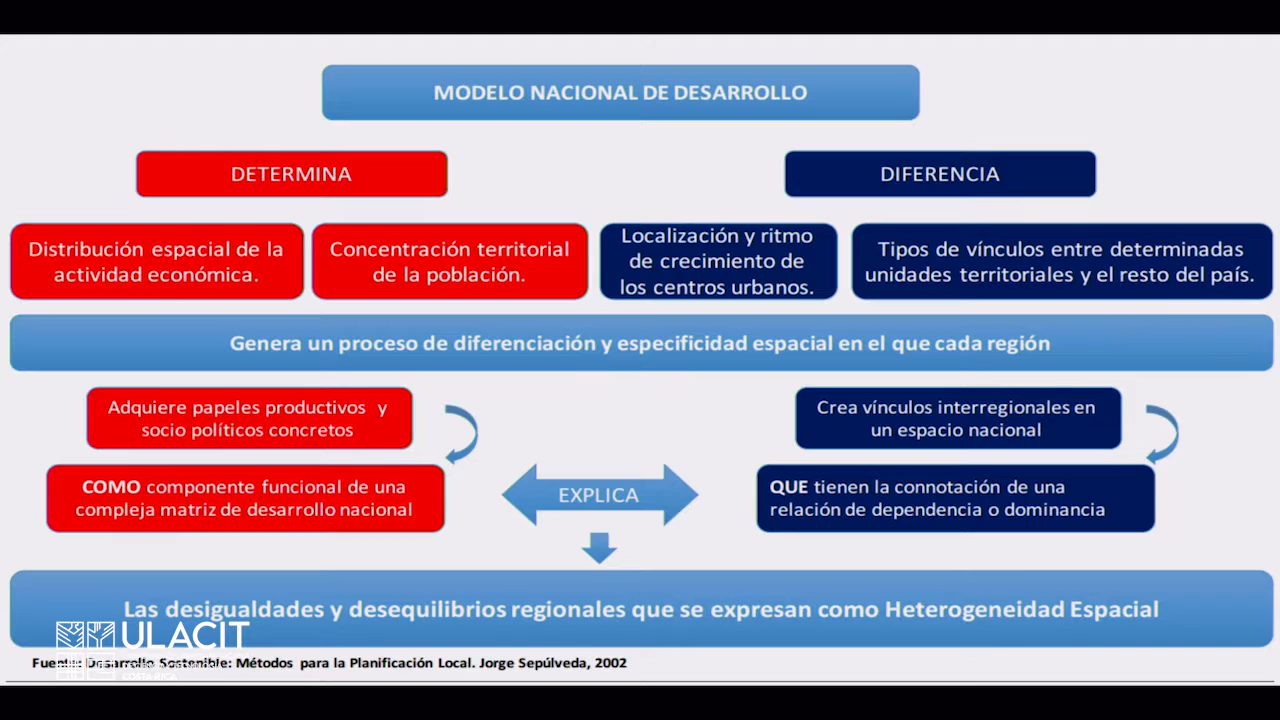 MODELO NACIONAL DE DESARROLLO
DETERMINA
DIFERENCIA
Distribución espacial de la
actividad económica.
Concentración territorial
de la población.
Localización y ritmo
de crecimiento de
los centros urbanos.
Tipos de vínculos entre determinadas
unidades territoriales y el resto del país.
Genera un proceso de diferenciación y especificidad espacial en el que cada región
Adquiere papeles productivos y
socio políticos concretos
Crea vínculos interregionales en
un espacio nacional
COMO componente funcional de una
compleja matriz de desarrollo nacional
EXPLICA
QUE tienen la connotación de una
relación de dependencia o dominancia
Las desigualdades y desequilibrios regionales que se expresan como Heterogeneidad Espacial
ULACIT
Desarrollo Sostenible: Métodos para la Planificación Local. Jorge Sepúlveda, 2002
COSTA RICA